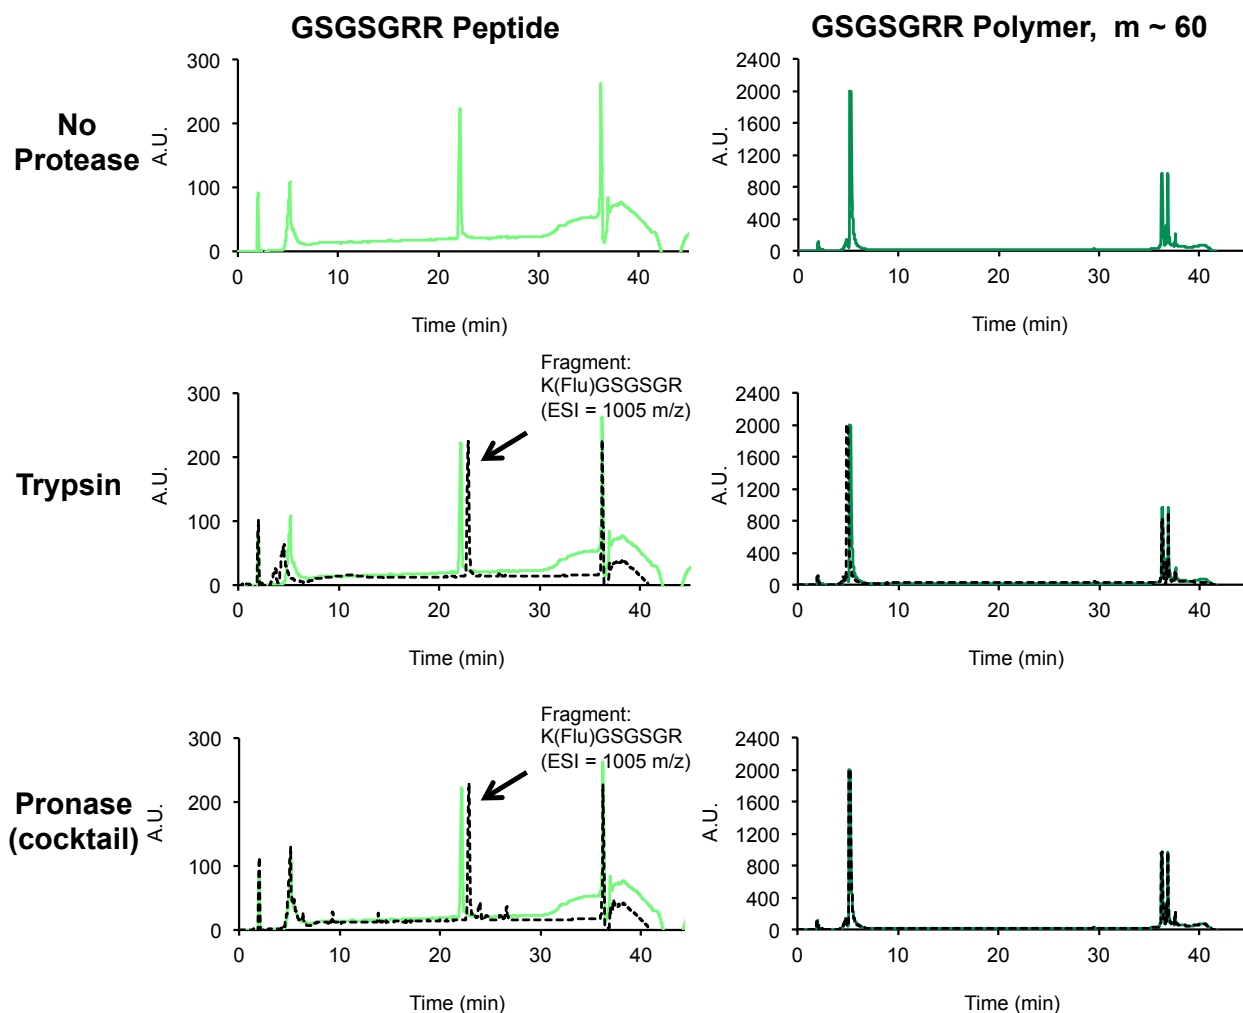 GSGSGRR Peptide
GSGSGRR Polymer, m ~ 60
No
Protease
A.U.
300
200
100
0
0 10 20 30 40
Time (min)
A.U.
2400
2000
1600
1200
800
400
0
0 10 20 30 40
Time (min)
Trypsin
A.U.
300
200
100
0
0 10 20 30 40
Time (min)
Fragment:
K(Flu)GSGSGR
(ESI = 1005 m/z)
A.U.
2400
2000
1600
1200
800
400
0
0 10 20 30 40
Time (min)
Pronase
(cocktail)
A.U.
300
200
100
0
0 10 20 30 40
Time (min)
Fragment:
K(Flu)GSGSGR
(ESI = 1005 m/z)
A.U.
2400
2000
1600
1200
800
400
0
0 10 20 30 40
Time (min)